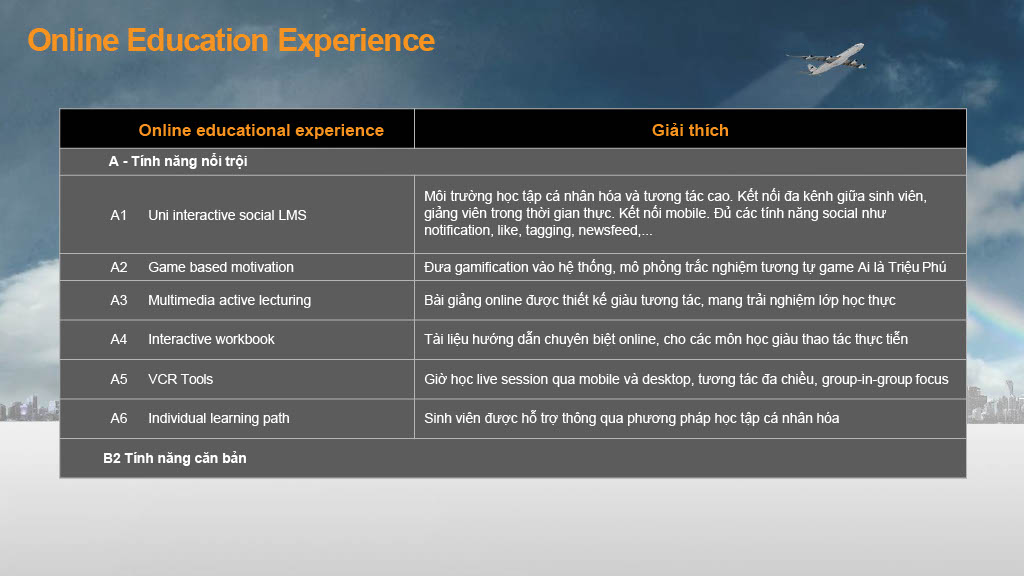 Online Education Experience
Online educational experience
Giải thích
A - Tính năng nổi trội
A1 Uni interactive social LMS
Môi trường học tập cá nhân hóa và tương tác cao. Kết nối đa kênh giữa sinh viên,
giảng viên trong thời gian thực. Kết nối mobile. Đủ các tính năng social như
notification, like, tagging, newsfeed,...
A2 Game based motivation
Đưa gamification vào hệ thống, mô phỏng trắc nghiệm tương tự game Ai là Triệu Phú
A3 Multimedia active lecturing
Bài giảng online được thiết kế giàu tương tác, mang trải nghiệm lớp học thực
A4 Interactive workbook
Tài liệu hướng dẫn chuyên biệt online, cho các môn học giàu thao tác thực tiễn
A5 VCR Tools
Giờ học live session qua mobile và desktop, tương tác đa chiều, group-in-group focus
A6 Individual learning path
Sinh viên được hỗ trợ thông qua phương pháp học tập cá nhân hóa
B2 Tính năng căn bản